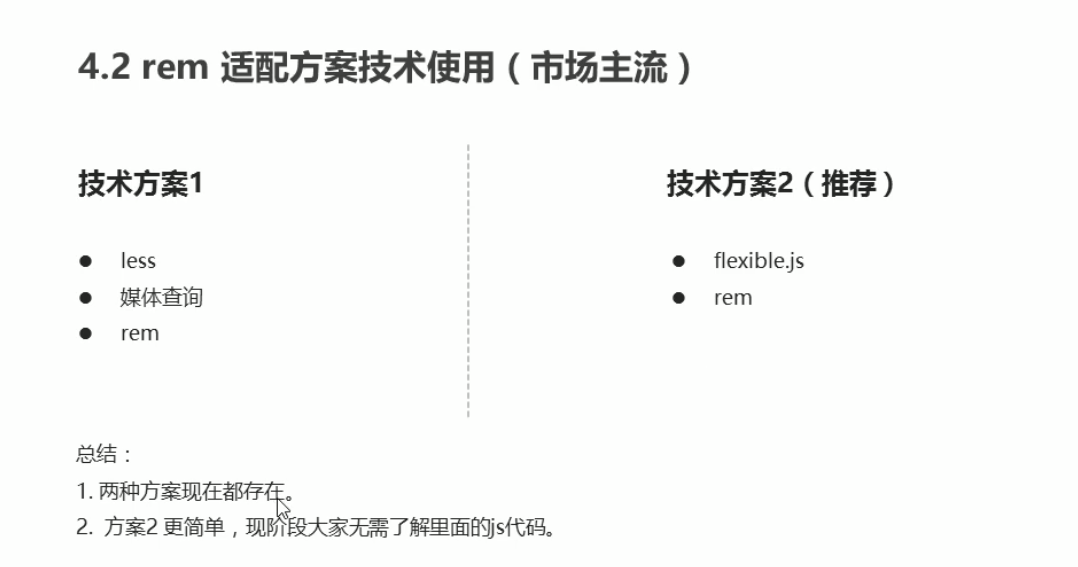 4.2 rem 适配方案技术使用（市场主流）
技术方案1
● less
● 媒体查询
● rem
技术方案2（推荐）
● flexible.js
● rem
总结：
1. 两种方案现在都存在。
2. 方案2 更简单，现阶段大家无需了解里面的js代码。